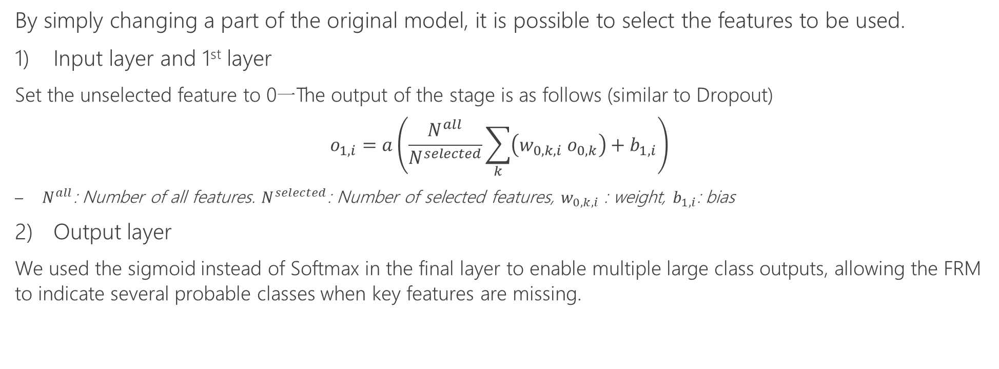 By simply changing a part of the original model, it is possible to select the features to be used.
1) Input layer and 1st layer
Set the unselected feature to 0—The output of the stage is as follows (similar to Dropout)
o_{1,i} = a\left(\frac{N^{all}}{N^{selected}} \sum_k (w_{0,k,i} o_{0,k}) + b_{1,i}\right)
– N^{all} : Number of all features. N^{selected} : Number of selected features, w_{0,k,i} : weight, b_{1,i}: bias
2) Output layer
We used the sigmoid instead of Softmax in the final layer to enable multiple large class outputs, allowing the FRM
to indicate several probable classes when key features are missing.